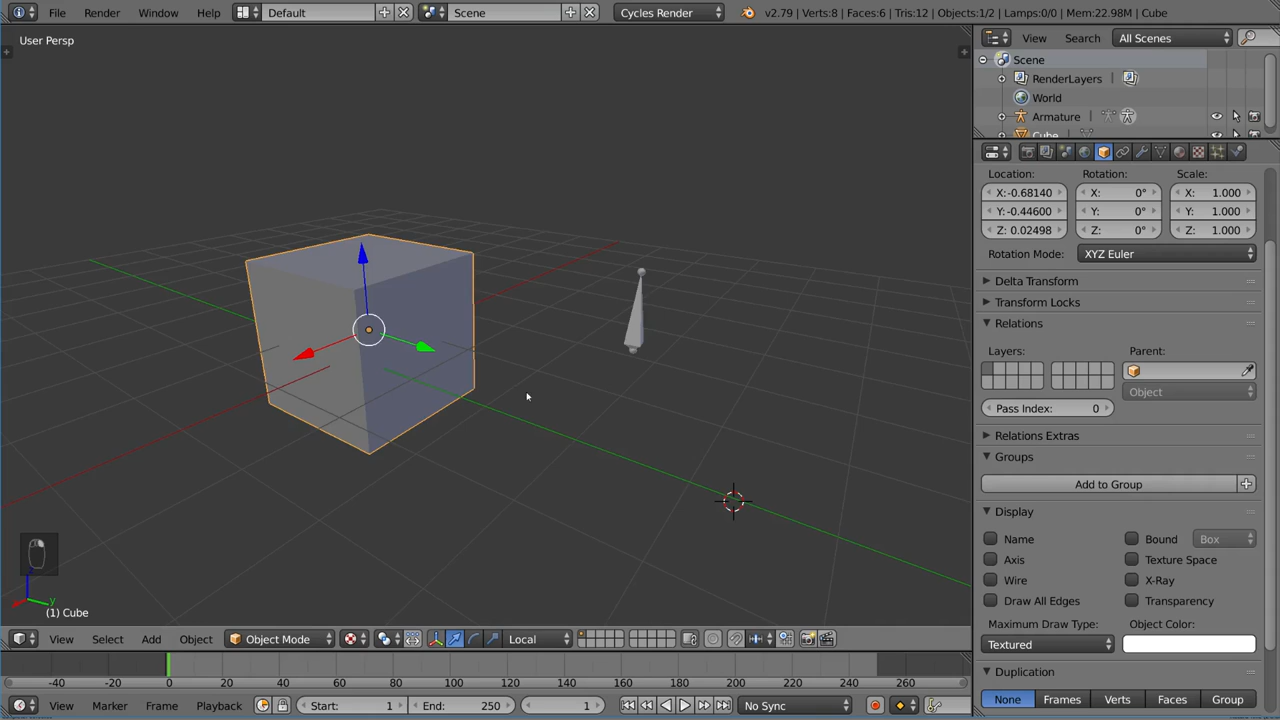 File Render Window Help Default Scene Cycles Render v2.79 | Verts:8 | Faces:6 | Tris:12 | Objects:1/2 | Lamps:0/0 | Mem:22.98M | Cube
User Persp
View Search All Scenes
Scene
RenderLayers
World
Armature
Cube
Location: Rotation: Scale:
X:-0.68140 X: 0° X: 1.000
Y:-0.44600 Y: 0° Y: 1.000
Z: 0.02498 Z: 0° Z: 1.000
Rotation Mode: XYZ Euler
Delta Transform
Transform Locks
Relations
Layers: Parent:
Object
Pass Index: 0
Relations Extras
Groups
Add to Group
Display
Name Bound Box
Axis Texture Space
Wire X-Ray
Draw All Edges Transparency
Maximum Draw Type: Object Color:
Textured
Duplication
None Frames Verts Faces Group
z
y
(1) Cube
View Select Add Object Object Mode Local
-40 -20 0 20 40 60 80 100 120 140 160 180 200 220 240 260
View Marker Frame Playback Start: 1 End: 250 1 No Sync